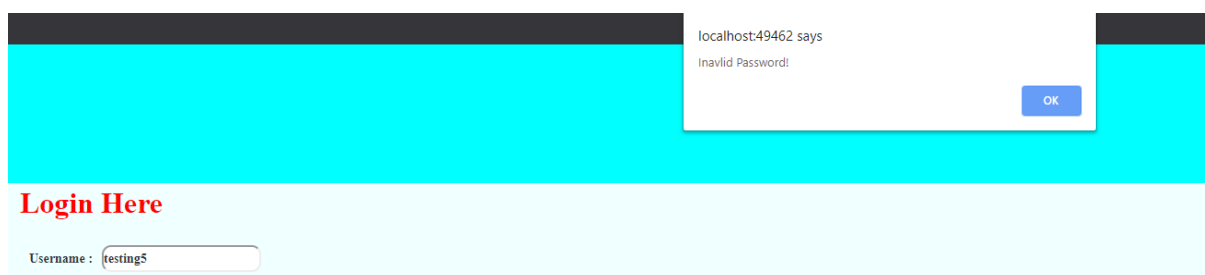 localhost:49462 says
Inavlid Password!
OK
Login Here
Username : testing5